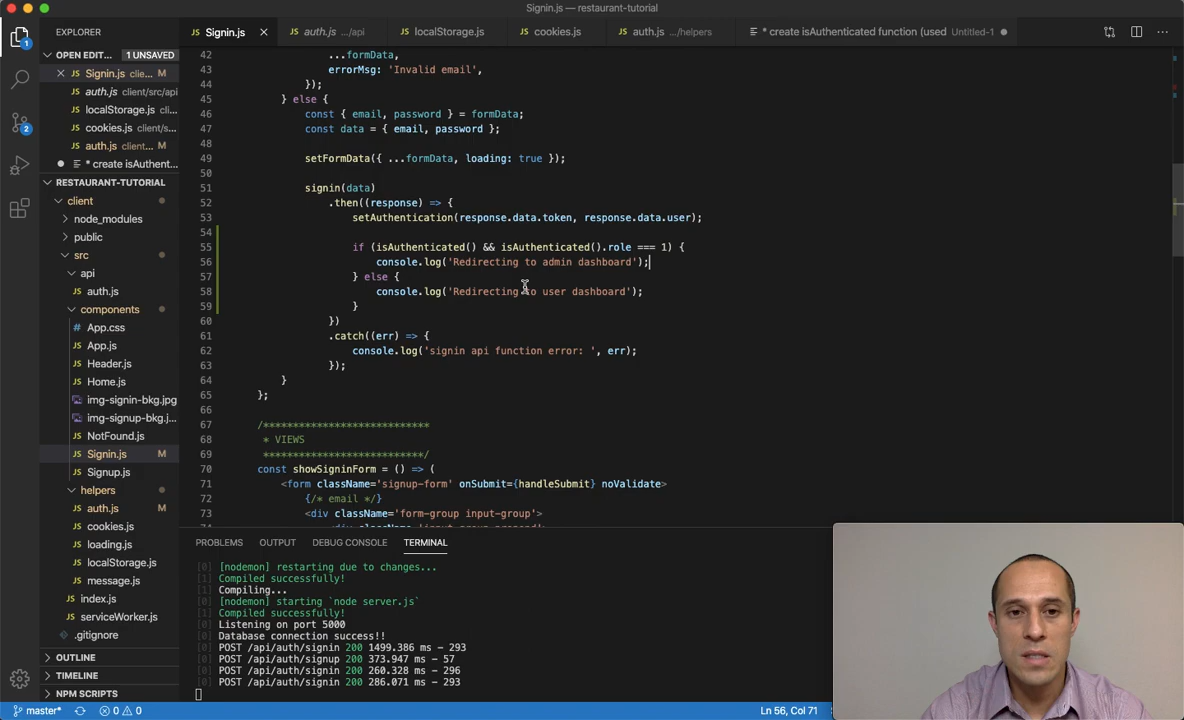 Signin.js — restaurant-tutorial
EXPLORER
OPEN EDIT... 1 UNSAVED
Signin.js clie... M
auth.js client/src/api
localStorage.js cli...
cookies.js client/s...
auth.js client... M
* create isAuthent...
RESTAURANT-TUTORIAL
client
node_modules
public
src
api
auth.js
components
App.css
App.js
Header.js
Home.js
img-signin-bkg.jpg
img-signup-bkg.j...
NotFound.js
Signin.js M
Signup.js
helpers
auth.js M
cookies.js
loading.js
localStorage.js
message.js
index.js
serviceWorker.js
.gitignore
OUTLINE
TIMELINE
NPM SCRIPTS
JS Signin.js JS auth.js .../api JS localStorage.js JS cookies.js JS auth.js .../helpers * create isAuthenticated function (used Untitled-1
42 ...formData,
43 errorMsg: 'Invalid email',
44 });
45 } else {
46 const { email, password } = formData;
47 const data = { email, password };
48
49 setFormData({ ...formData, loading: true });
50
51 signin(data)
52 .then((response) => {
53 setAuthentication(response.data.token, response.data.user);
54
55 if (isAuthenticated() && isAuthenticated().role === 1) {
56 console.log('Redirecting to admin dashboard');
57 } else {
58 console.log('Redirecting to user dashboard');
59 }
60 })
61 .catch((err) => {
62 console.log('signin api function error: ', err);
63 });
64 }
65 };
66
67 /****************************
68 * VIEWS
69 ***************************/
70 const showSigninForm = () => (
71 <form className='signup-form' onSubmit={handleSubmit} noValidate>
72 {/* email */}
73 <div className='form-group input-group'>
PROBLEMS OUTPUT DEBUG CONSOLE TERMINAL
[0] [nodemon] restarting due to changes...
[1] Compiled successfully!
[1] Compiling...
[0] [nodemon] starting `node server.js`
[1] Compiled successfully!
[0] Listening on port 5000
[0] Database connection success!!
[0] POST /api/auth/signin 200 1499.386 ms - 293
[0] POST /api/auth/signup 200 373.947 ms - 57
[0] POST /api/auth/signin 200 260.328 ms - 296
[0] POST /api/auth/signin 200 286.071 ms - 293
master* 0 0 Ln 56, Col 71